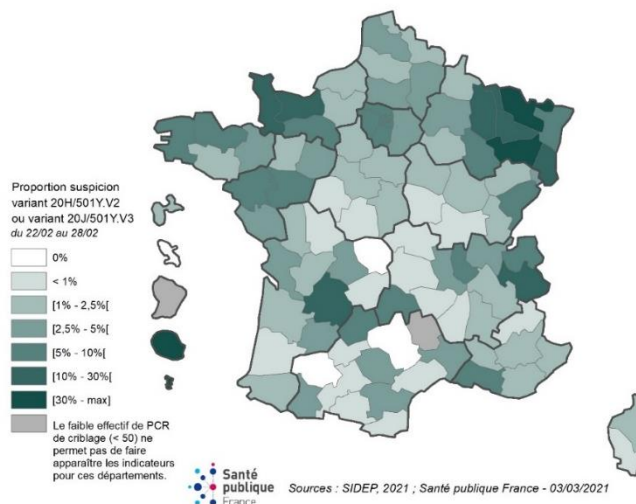 Proportion suspicion
variant 20H/501Y.V2
ou variant 20J/501Y.V3
du 22/02 au 28/02
0%
< 1%
[1% - 2,5%[
[2,5% - 5%[
[5% - 10%[
[10% - 30%[
[30% - max]
Le faible effectif de PCR
de criblage (< 50) ne
permet pas de faire
apparaître les indicateurs
pour ces départements.
Santé
publique
France
Sources : SIDEP, 2021 ; Santé publique France - 03/03/2021